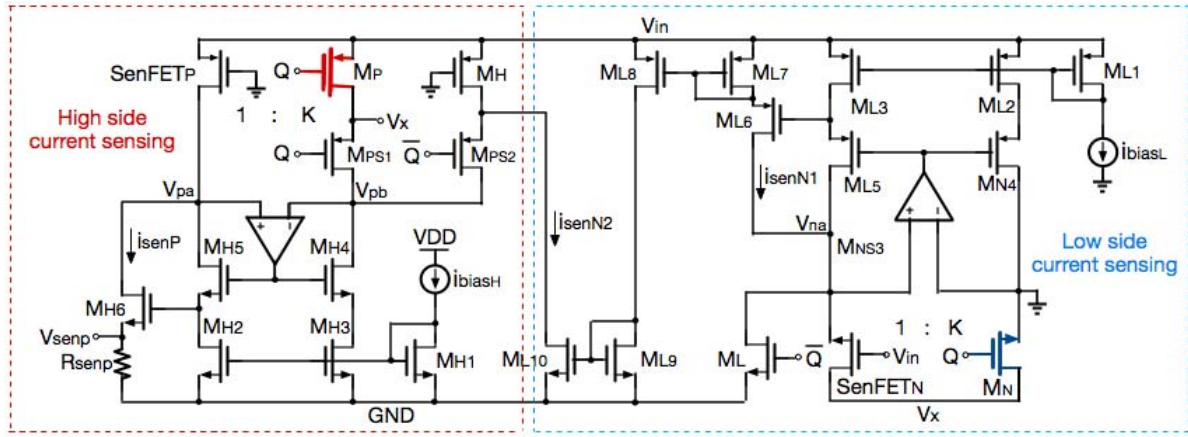 Vin
SenFETP
Q
MP
MH
ML8
ML7
ML3
ML2
ML1
High side
current sensing
1 : K
Vx
ML6
Q
MPS1
Q
MPS2
ML5
MN4
ibiasL
Vpa
Vpb
isenN1
+
-
+
-
isenP
MH5
MH4
VDD
isenN2
Vna
MNS3
Low side
current sensing
ibiasH
MH6
MH2
MH3
Vsenp
Rsenp
MH1
ML10
ML9
ML
Q
1 : K
Vin
Q
SenFETN
MN
GND
Vx